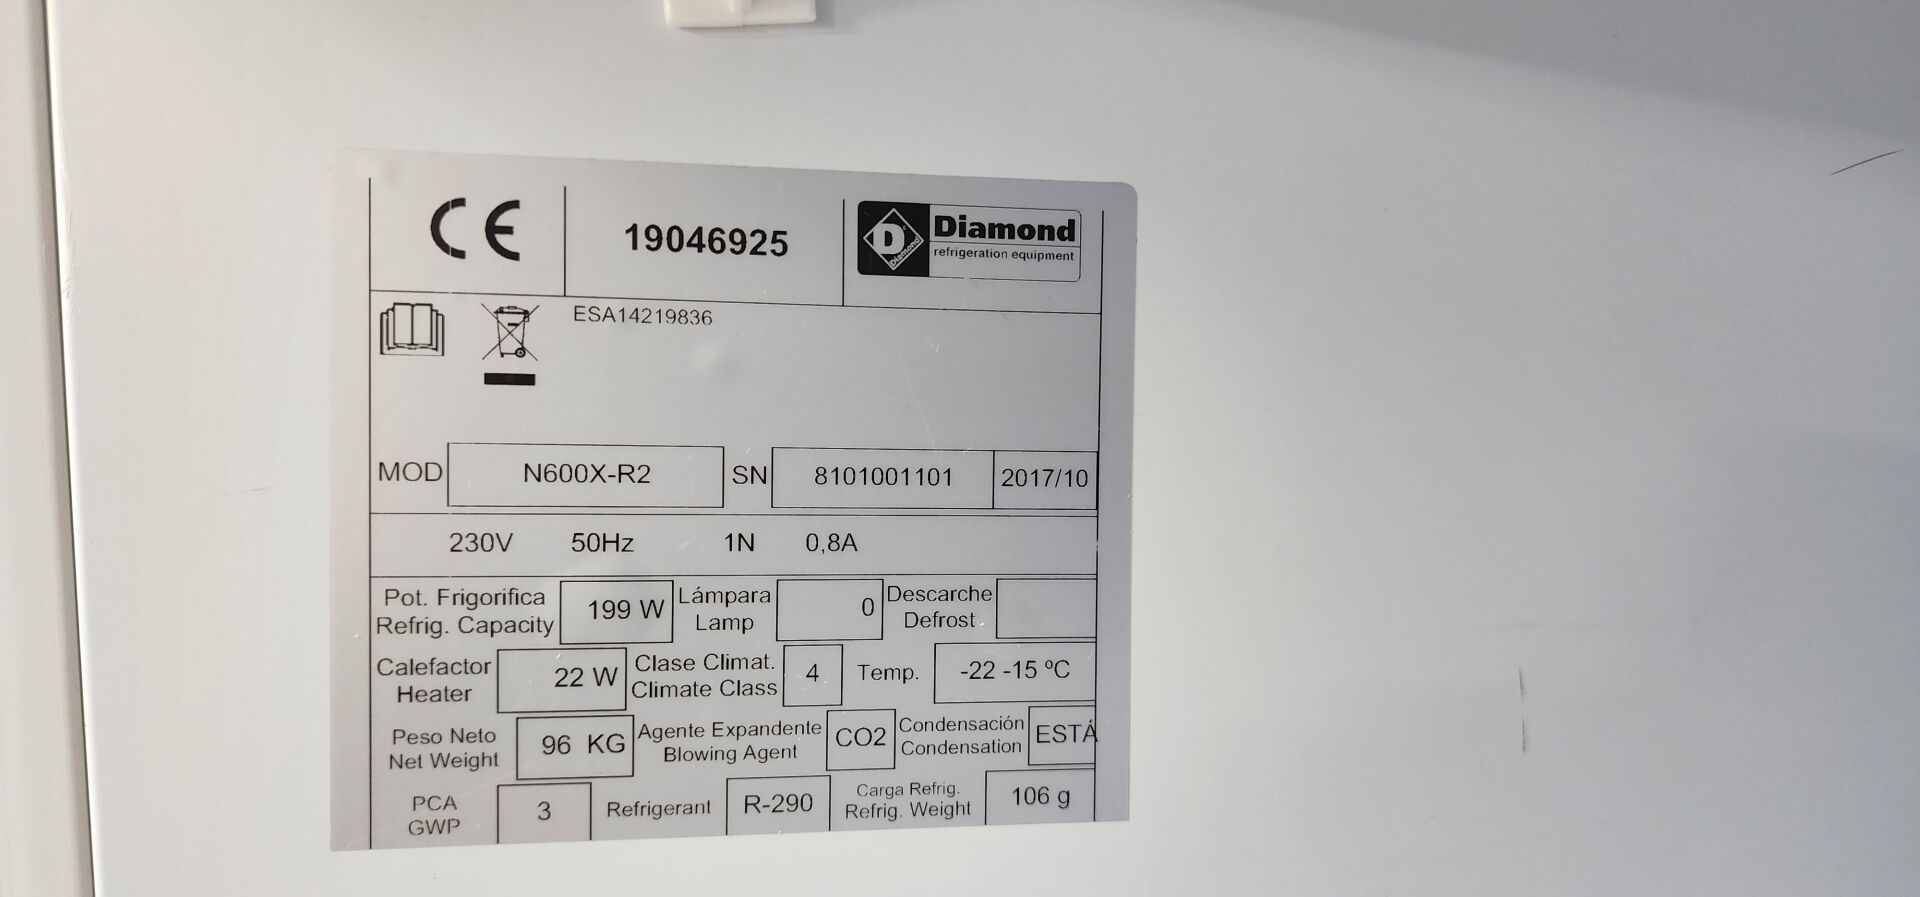 CE 19046925 D Diamond Diamond
refrigeration equipment
ESA14219836
MOD N600X-R2 SN 8101001101 2017/10
230V 50Hz 1N 0,8A
Pot. Frigorifica
Refrig. Capacity 199 W
Lámpara
Lamp 0
Descarche
Defrost
Calefactor
Heater 22 W
Clase Climat.
Climate Class 4
Temp. -22 -15 ºC
Peso Neto
Net Weight 96 KG
Agente Expandente
Blowing Agent CO2
Condensación
Condensation ESTÁ
PCA
GWP 3
Refrigerant R-290
Carga Refrig.
Refrig. Weight 106 g